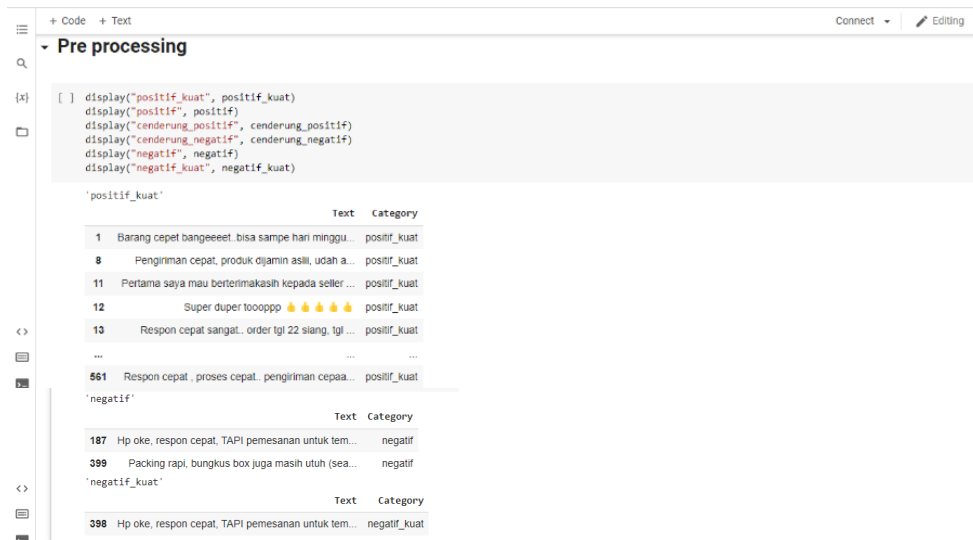 + Code + Text
Connect
Editing
Pre processing
{x}
[ ] display("positif_kuat", positif_kuat)
display("positif", positif)
display("cenderung_positif", cenderung_positif)
display("cenderung_negatif", cenderung_negatif)
display("negatif", negatif)
display("negatif_kuat", negatif_kuat)
'positif_kuat'
Text Category
1 Barang cepet bangeeeet..bisa sampe hari minggu... positif_kuat
8 Pengiriman cepat, produk dijamin aslii, udah a... positif_kuat
11 Pertama saya mau berterimakasih kepada seller ... positif_kuat
12 Super duper toooppp 👍 👍 👍 👍 👍 positif_kuat
13 Respon cepat sangat.. order tgl 22 siang, tgl ... positif_kuat
... ... ...
561 Respon cepat , proses cepat.. pengiriman cepaa... positif_kuat
'negatif'
Text Category
187 Hp oke, respon cepat, TAPI pemesanan untuk tem... negatif
399 Packing rapi, bungkus box juga masih utuh (sea... negatif
'negatif_kuat'
Text Category
398 Hp oke, respon cepat, TAPI pemesanan untuk tem... negatif_kuat